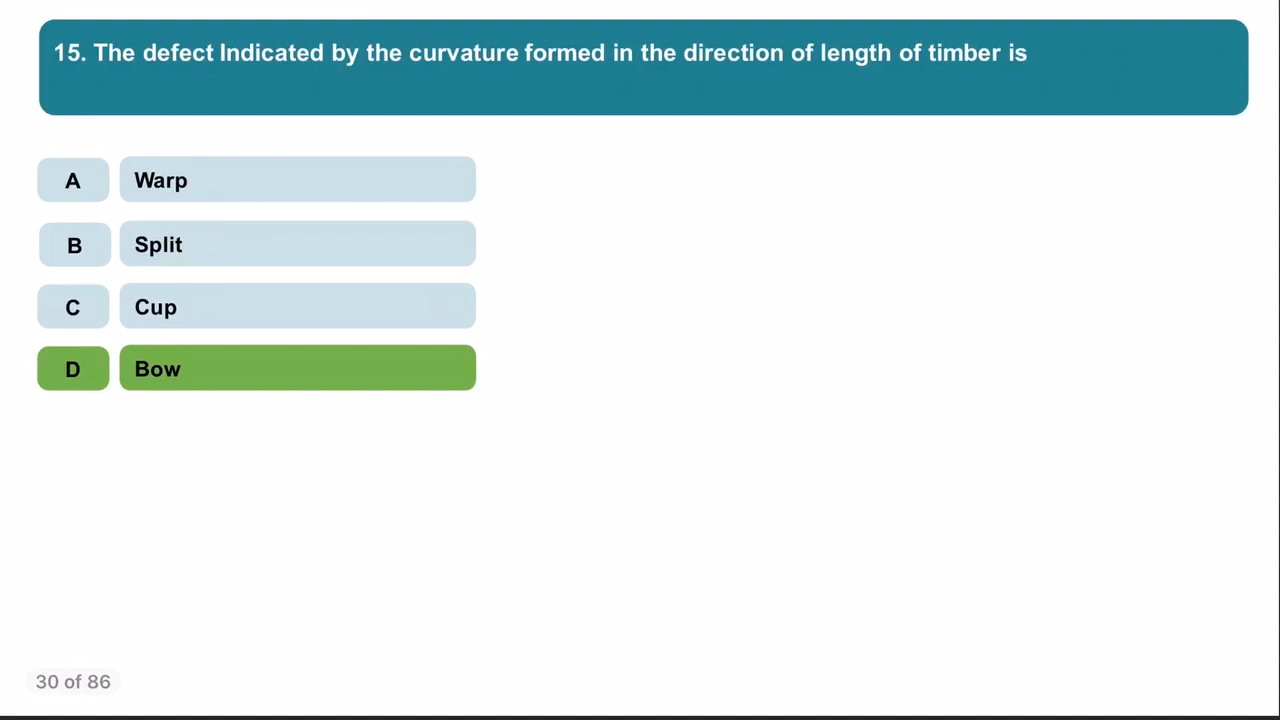 15. The defect Indicated by the curvature formed in the direction of length of timber is
A Warp
B Split
C Cup
D Bow
30 of 86